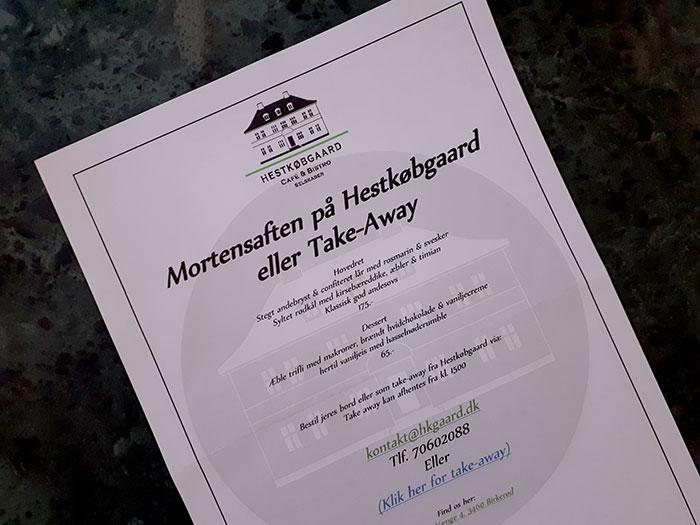 HESTKØBGAARD
CAFÉ & BISTRO
SELSKABER
Mortensaften på Hestkøbgaard
eller Take-Away
Hovedret
Stegt andebryst & confiteret lår med rosmarin & svesker
Syltet rødkål med kirsebæreddike, æbler & timian
Klassisk god andesovs
175.-
Dessert
Æble trifli med makroner, brændt hvidchokolade & vaniljecreme
hertil vaniljeis med hasselnødcrumble
65.-
Bestil jeres bord eller som take-away fra Hestkøbgaard via:
Take away kan afhentes fra kl. 1500
kontakt@hkgaard.dk
Tlf. 70602088
Eller
(Klik her for take-away)
Find os her:
4, 3460 Birkerød